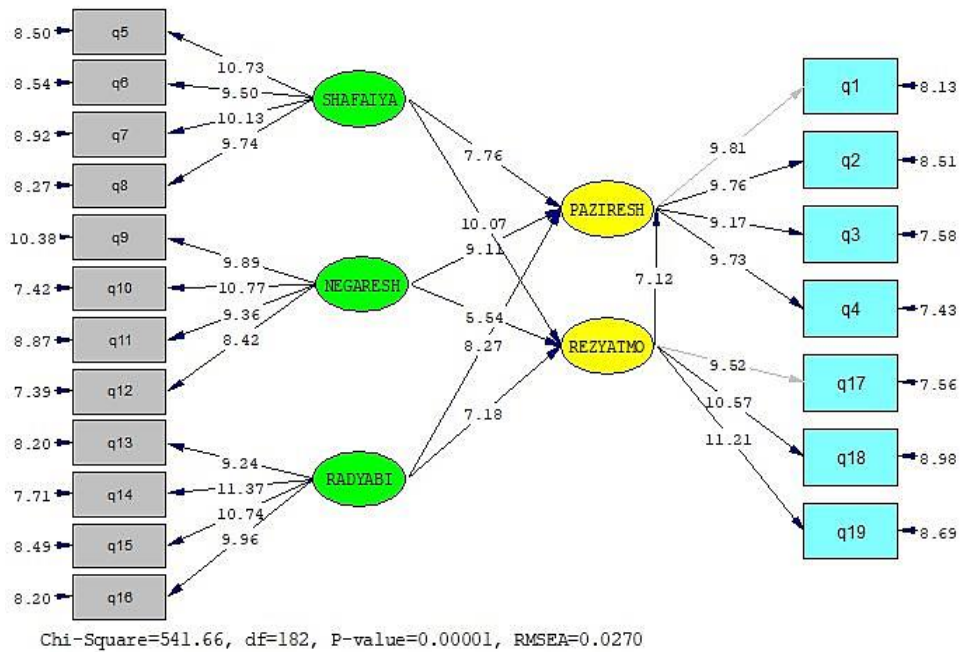 8.50
q5
8.54
q6
8.92
q7
8.27
q8
10.38
q9
7.42
q10
8.87
q11
7.39
q12
8.20
q13
7.71
q14
8.49
q15
8.20
q16
10.73
9.50
10.13
9.74
9.89
10.77
9.36
8.42
9.24
11.37
10.74
9.96
SHAFAIYA
NEGARESH
RADYABI
7.76
10.07
9.11
5.54
8.27
7.18
PAZIRESH
7.12
REZYATMO
9.81
9.76
9.17
9.73
9.52
10.57
11.21
q1
8.13
q2
8.51
q3
7.58
q4
7.43
q17
7.56
q18
8.98
q19
8.69
Chi-Square=541.66, df=182, P-value=0.00001, RMSEA=0.0270